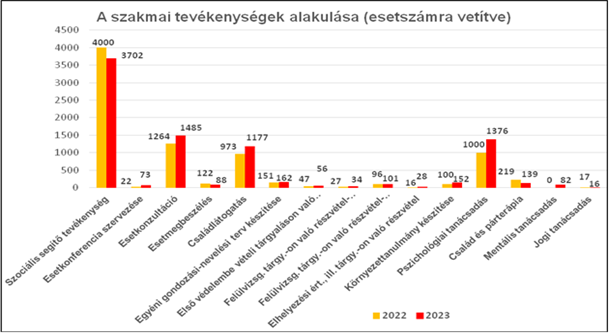 A szakmai tevékenységek alakulása (esetszámra vetítve)
4500
4000
3500
3000
2500
2000
1500
1000
500
0
4000
3702
22
73
1264
1485
122
88
973
1177
151
162
47
56
27
34
96
101
16
28
100
152
1000
1376
219
139
0
82
17
16
Szociális segítő tevékenység
Esetkonferencia szervezése
Esetkonzultáció
Esetmegbeszélés
Családlátogatás
Egyéni gondozási-nevelési terv készítése
Első védelembe vételi tárgyaláson való...
Felülvizsg. tárgy.-on való részvétel-...
Felülvizsg. tárgy.-on való részvétel-...
Elhelyezési ért., ill. tárgy.-on való részvétel
Környezettanulmány készítése
Pszichológiai tanácsadás
Család és párterápia
Mentális tanácsadás
Jogi tanácsadás
2022
2023